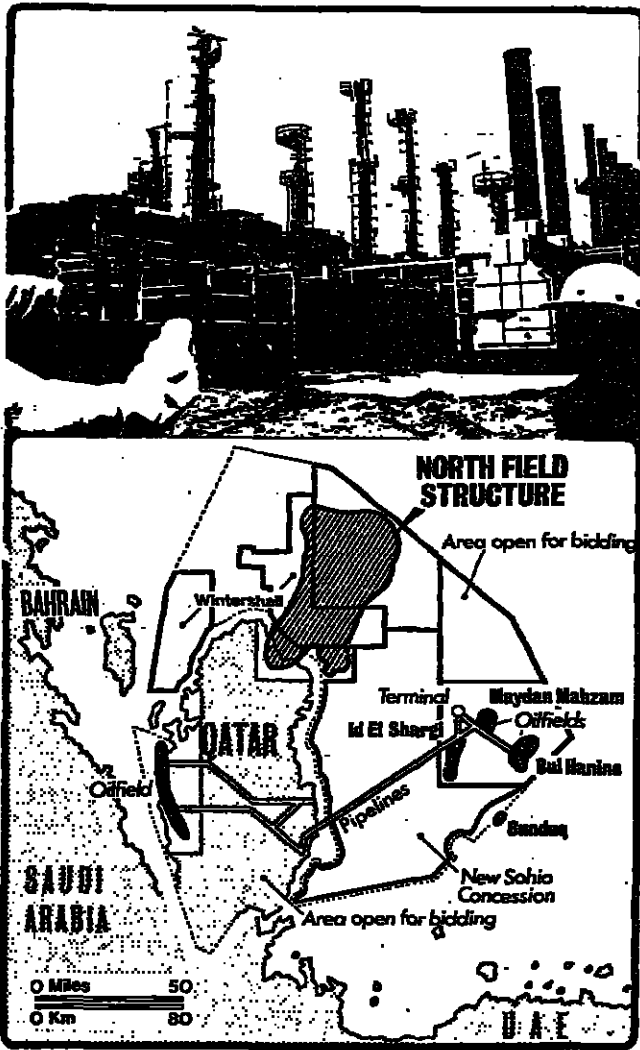 NORTH FIELD
STRUCTURE
Area open for bidding
BAHRAIN
Wintershall
QATAR
Terminal
Maydan Mahzam
Id El Shargi
Oilfields
Bul Hanine
Oilfield
Pipelines
Bunduq
SAUDI
ARABIA
New Sohio
Concession
Area open for bidding
0 Miles 50
0 Km 80
U A E